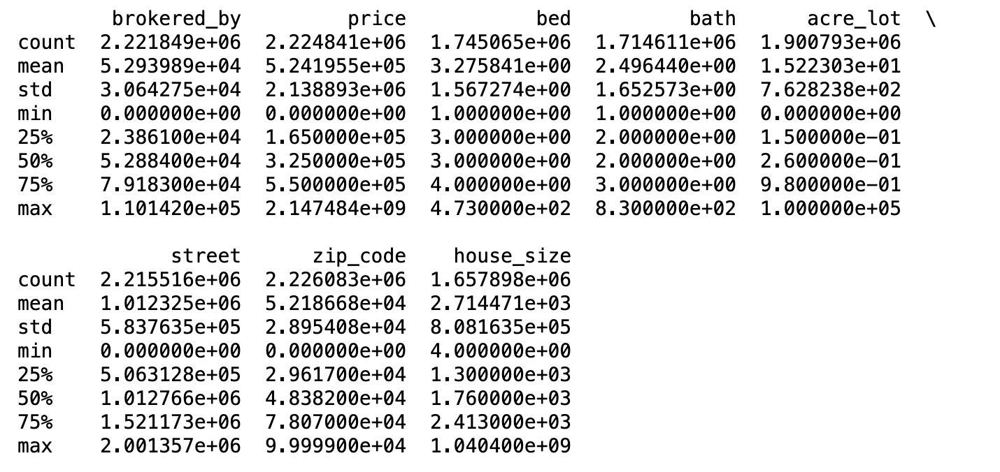 brokered_by price bed bath acre_lot \
count 2.221849e+06 2.224841e+06 1.745065e+06 1.714611e+06 1.900793e+06
mean 5.293989e+04 5.241955e+05 3.275841e+00 2.496440e+00 1.522303e+01
std 3.064275e+04 2.138893e+06 1.567274e+00 1.652573e+00 7.628238e+02
min 0.000000e+00 0.000000e+00 1.000000e+00 1.000000e+00 0.000000e+00
25% 2.386100e+04 1.650000e+05 3.000000e+00 2.000000e+00 1.500000e-01
50% 5.288400e+04 3.250000e+05 3.000000e+00 2.000000e+00 2.600000e-01
75% 7.918300e+04 5.500000e+05 4.000000e+00 3.000000e+00 9.800000e-01
max 1.101420e+05 2.147484e+09 4.730000e+02 8.300000e+02 1.000000e+05
street zip_code house_size
count 2.215516e+06 2.226083e+06 1.657898e+06
mean 1.012325e+06 5.218668e+04 2.714471e+03
std 5.837635e+05 2.895408e+04 8.081635e+05
min 0.000000e+00 0.000000e+00 4.000000e+00
25% 5.063128e+05 2.961700e+04 1.300000e+03
50% 1.012766e+06 4.838200e+04 1.760000e+03
75% 1.521173e+06 7.807000e+04 2.413000e+03
max 2.001357e+06 9.999900e+04 1.040400e+09